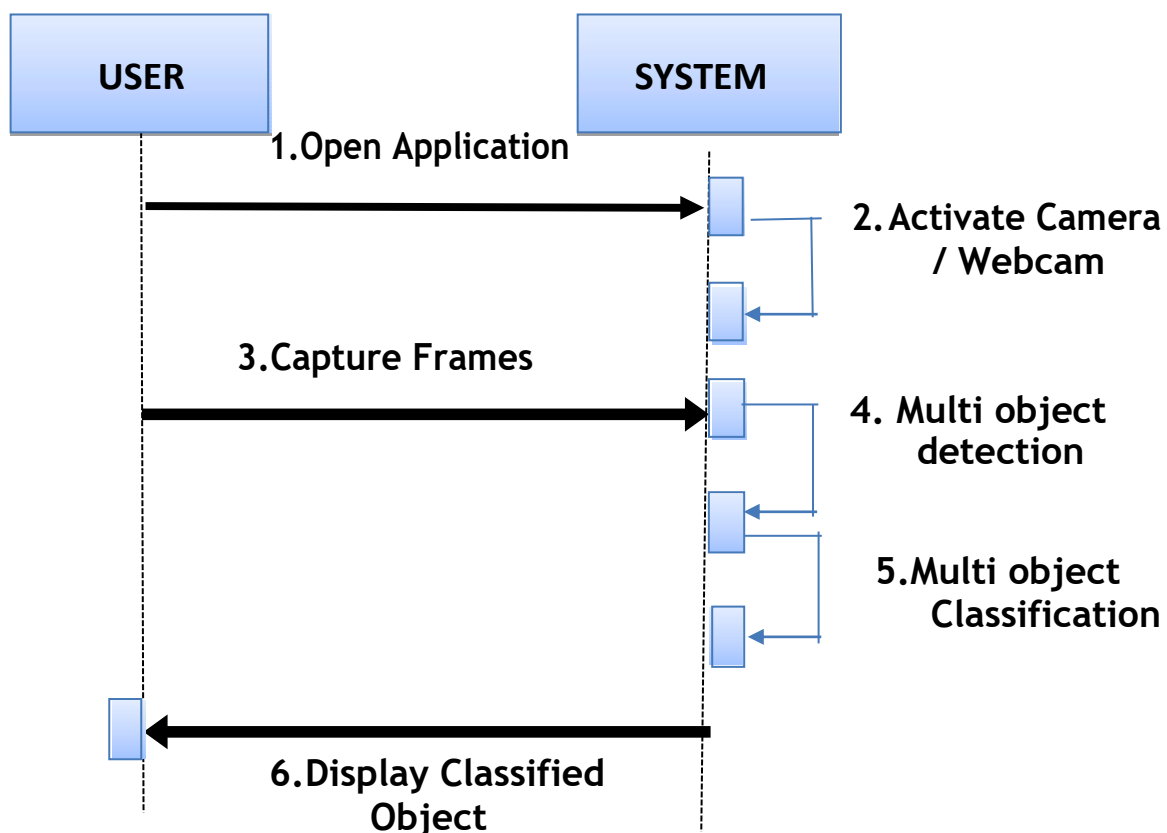 USER
SYSTEM
1.Open Application
2.Activate Camera
/ Webcam
3.Capture Frames
4. Multi object
detection
5.Multi object
Classification
6.Display Classified
Object